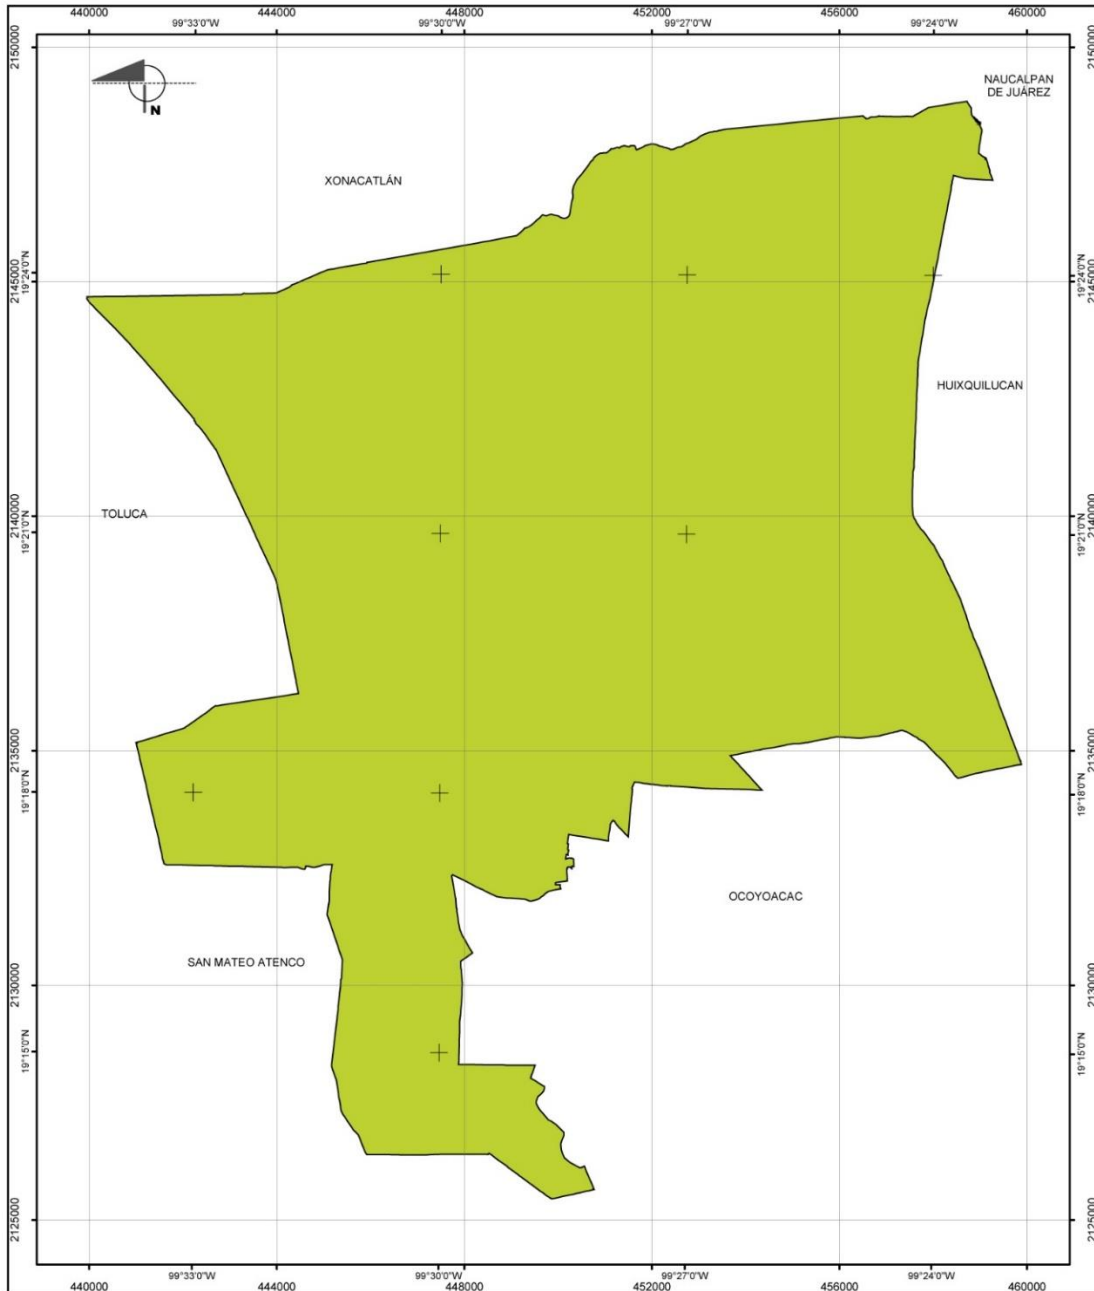 440000 444000 448000 452000 456000 460000
99°33'0"W 99°30'0"W 99°27'0"W 99°24'0"W
2150000 2150000
NAUCALPAN
DE JUÁREZ
N
XONACATLÁN
2145000 2145000
19°24'0"N 19°24'0"N
HUIXQUILUCAN
TOLUCA
2140000 2140000
19°21'0"N 19°21'0"N
2135000 2135000
19°18'0"N 19°18'0"N
OCOYOACAC
SAN MATEO ATENCO
2130000 2130000
19°15'0"N 19°15'0"N
2125000 2125000
440000 444000 448000 452000 456000 460000
99°33'0"W 99°30'0"W 99°27'0"W 99°24'0"W